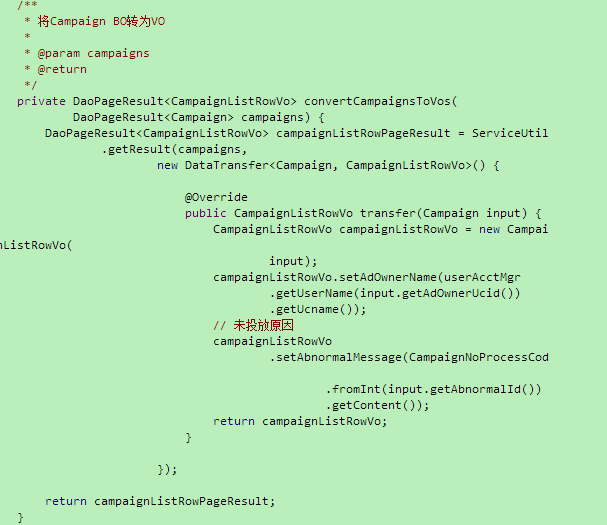 /**
* 将Campaign BO转为VO
*
* @param campaigns
* @return
*/
private DaoPageResult<CampaignListRowVo> convertCampaignsToVos(
DaoPageResult<Campaign> campaigns) {
DaoPageResult<CampaignListRowVo> campaignListRowPageResult = ServiceUtil
.getResult(campaigns,
new DataTransfer<Campaign, CampaignListRowVo>() {
@Override
public CampaignListRowVo transfer(Campaign input) {
CampaignListRowVo campaignListRowVo = new Campai
nListRowVo(
input);
campaignListRowVo.setAdOwnerName(userAcctMgr
.getUserName(input.getAdOwnerUcid())
.getUcname());
// 未投放原因
campaignListRowVo
.setAbnormalMessage(CampaignNoProcessCod
.fromInt(input.getAbnormalId())
.getContent());
return campaignListRowVo;
}
});
return campaignListRowPageResult;
}